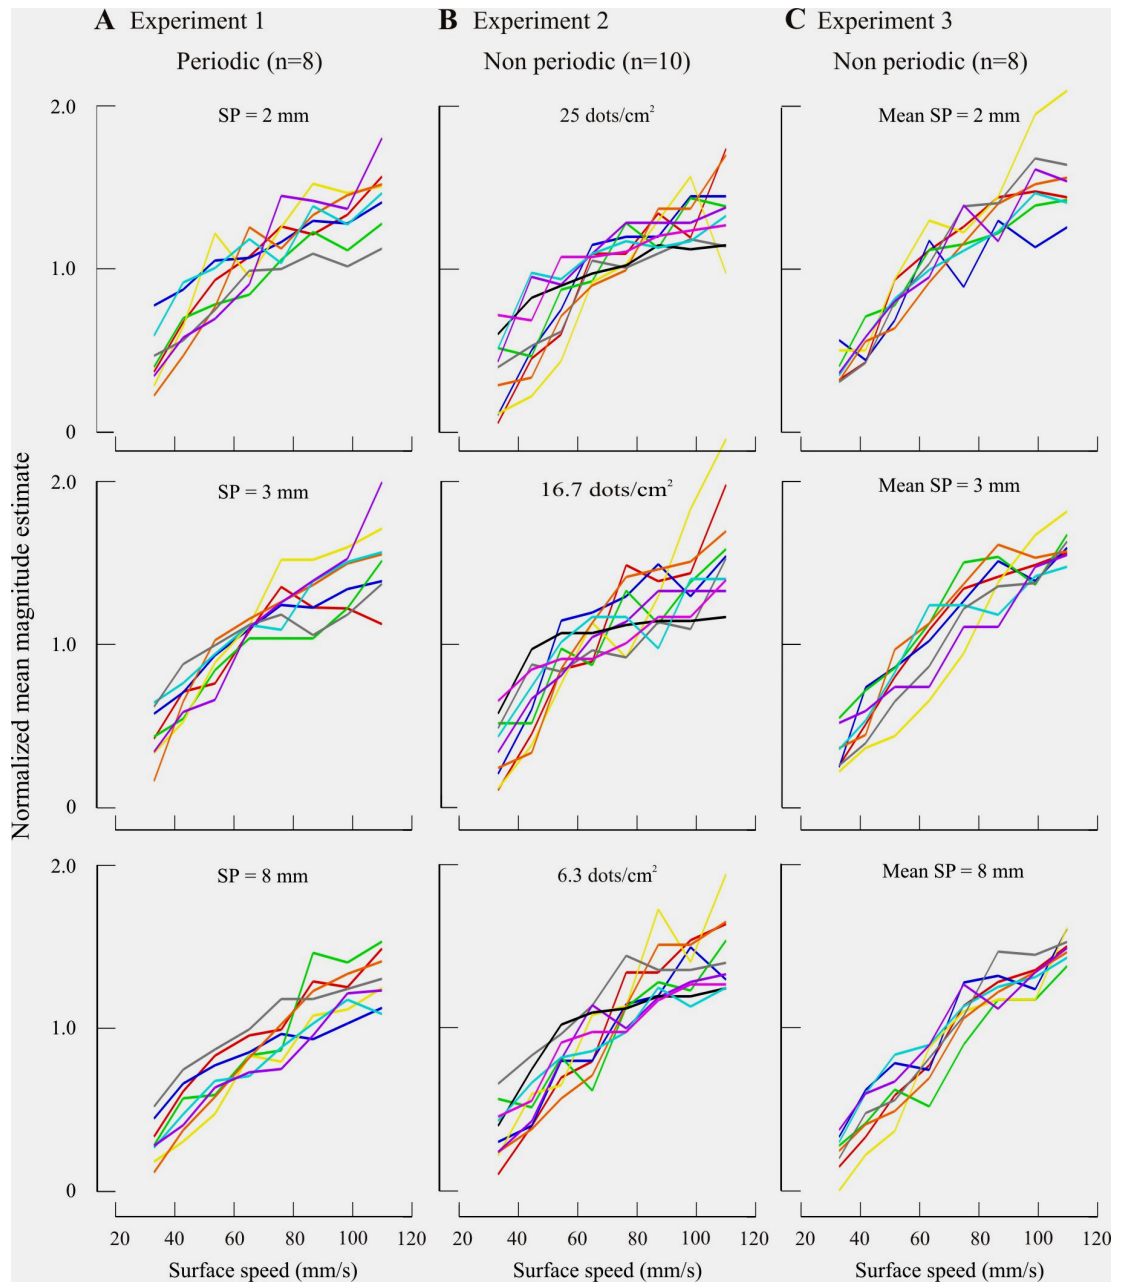 A Experiment 1
B Experiment 2
C Experiment 3
Periodic (n=8)
Non periodic (n=10)
Non periodic (n=8)
Normalized mean magnitude estimate
SP = 2 mm
25 dots/cm²
Mean SP = 2 mm
2.0
1.0
0
SP = 3 mm
16.7 dots/cm²
Mean SP = 3 mm
2.0
1.0
0
SP = 8 mm
6.3 dots/cm²
Mean SP = 8 mm
2.0
1.0
0
20 40 60 80 100 120
20 40 60 80 100 120
20 40 60 80 100 120
Surface speed (mm/s)
Surface speed (mm/s)
Surface speed (mm/s)